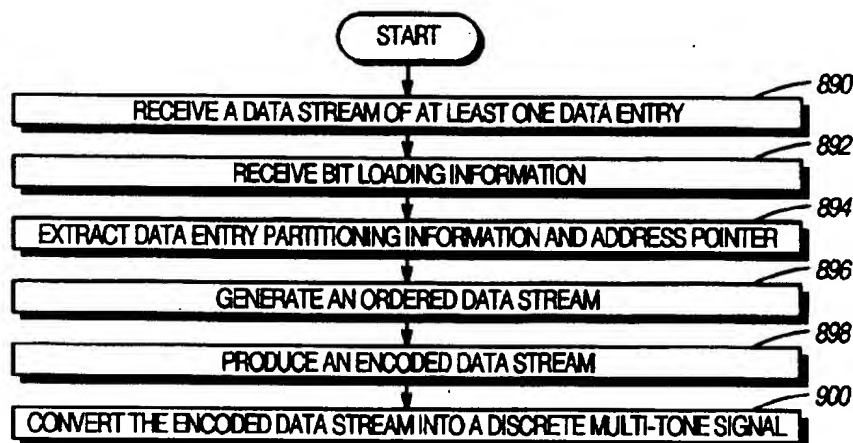 START
890
RECEIVE A DATA STREAM OF AT LEAST ONE DATA ENTRY
892
RECEIVE BIT LOADING INFORMATION
894
EXTRACT DATA ENTRY PARTITIONING INFORMATION AND ADDRESS POINTER
896
GENERATE AN ORDERED DATA STREAM
898
PRODUCE AN ENCODED DATA STREAM
900
CONVERT THE ENCODED DATA STREAM INTO A DISCRETE MULTI-TONE SIGNAL